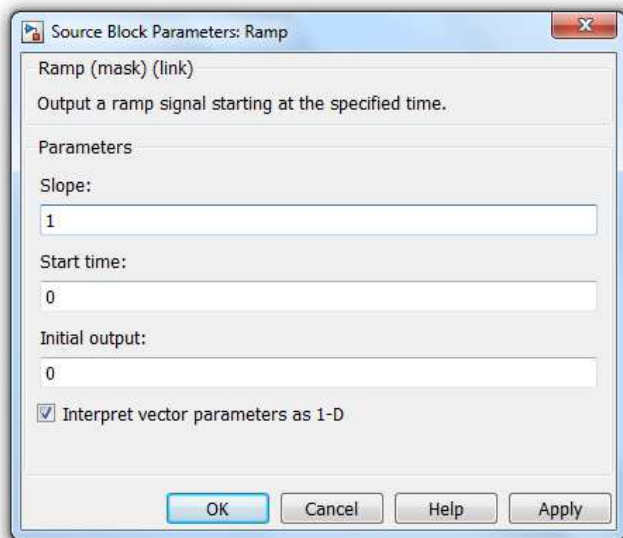 Source Block Parameters: Ramp
Ramp (mask) (link)
Output a ramp signal starting at the specified time.
Parameters
Slope:
1
Start time:
0
Initial output:
0
Interpret vector parameters as 1-D
OK Cancel Help Apply